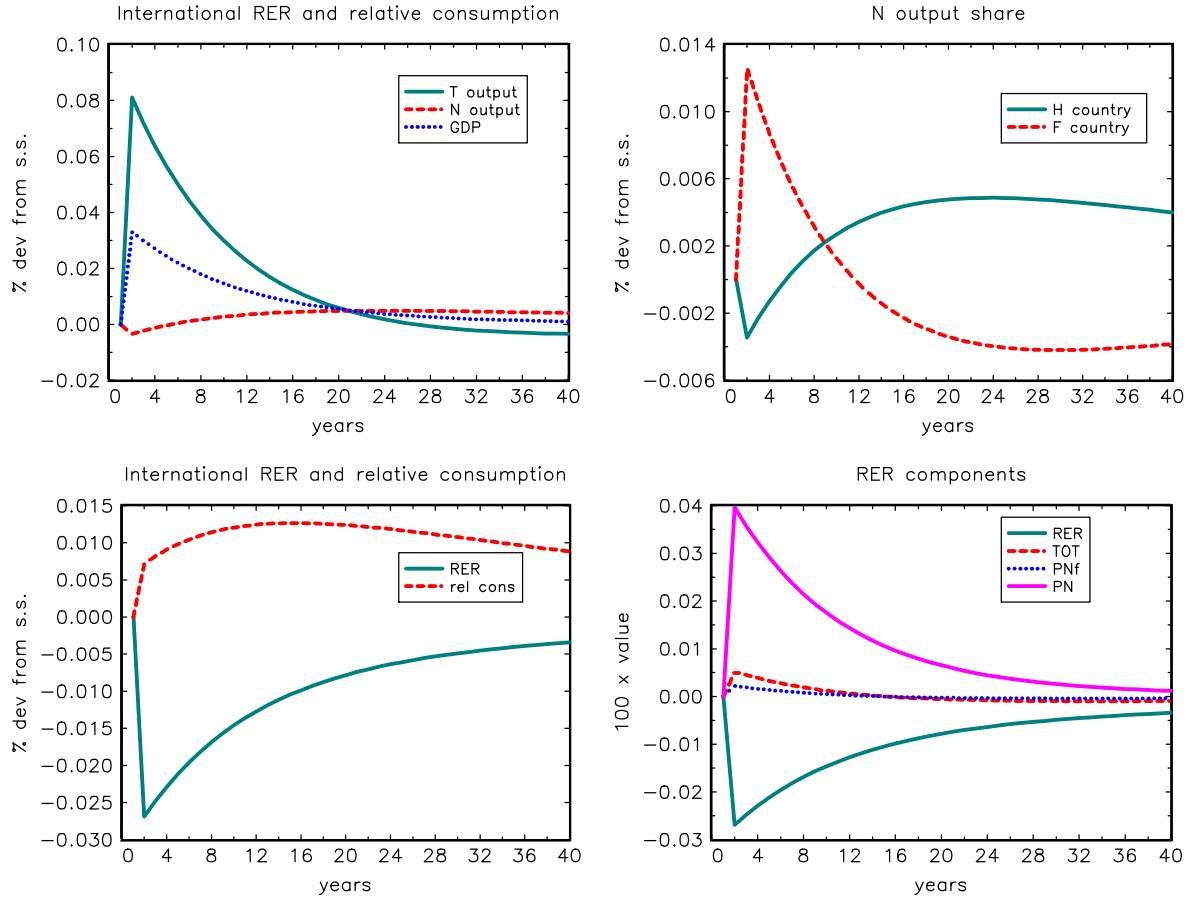 International RER and relative consumption
% dev from s.s.
0.10
0.08
0.06
0.04
0.02
0.00
−0.02
T output
N output
GDP
0 4 8 12 16 20 24 28 32 36 40
years
N output share
% dev from s.s.
0.014
0.010
0.006
0.002
−0.002
−0.006
H country
F country
0 4 8 12 16 20 24 28 32 36 40
years
International RER and relative consumption
% dev from s.s.
0.015
0.010
0.005
0.000
−0.005
−0.010
−0.015
−0.020
−0.025
−0.030
RER
rel cons
0 4 8 12 16 20 24 28 32 36 40
years
RER components
100 x value
0.04
0.03
0.02
0.01
0.00
−0.01
−0.02
−0.03
RER
TOT
PNf
PN
0 4 8 12 16 20 24 28 32 36 40
years